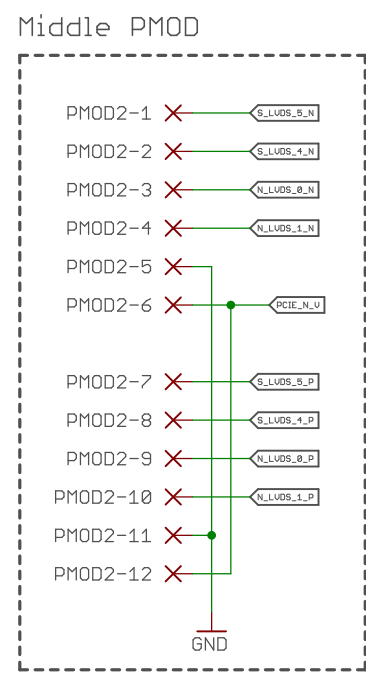 Middle PMOD
PMOD2-1 S_LVDS_5_N
PMOD2-2 S_LVDS_4_N
PMOD2-3 N_LVDS_0_N
PMOD2-4 N_LVDS_1_N
PMOD2-5
PMOD2-6 PCIE_N_V
PMOD2-7 S_LVDS_5_P
PMOD2-8 S_LVDS_4_P
PMOD2-9 N_LVDS_0_P
PMOD2-10 N_LVDS_1_P
PMOD2-11
PMOD2-12
GND